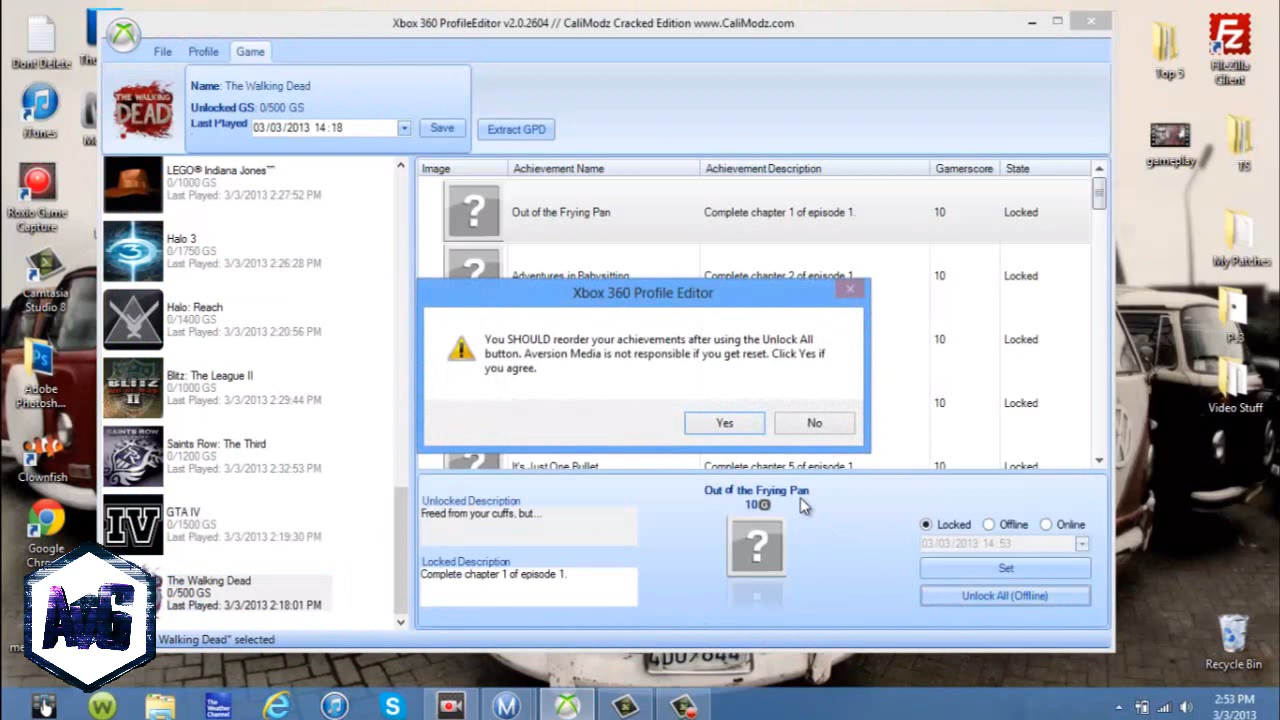 Xbox 360 ProfileEditor v2.0.2604 // CaliModz Cracked Edition www.CaliModz.com
File
Profile
Game
THE WALKING
DEAD
Name: The Walking Dead
Unlocked GS: 0/500 GS
Last Played
03/03/2013 14:18
Save
Extract GPD
LEGO® Indiana Jones™
0/1000 GS
Last Played: 3/3/2013 2:27:52 PM
Halo 3
0/1750 GS
Last Played: 3/3/2013 2:26:28 PM
Halo: Reach
0/1400 GS
Last Played: 3/3/2013 2:20:56 PM
Blitz: The League II
0/1000 GS
Last Played: 3/3/2013 2:29:44 PM
Saints Row: The Third
0/1200 GS
Last Played: 3/3/2013 2:32:53 PM
GTA IV
0/1500 GS
Last Played: 3/3/2013 2:19:30 PM
The Walking Dead
0/500 GS
Last Played: 3/3/2013 2:18:01 PM
Walking Dead" selected
Image
Achievement Name
Achievement Description
Gamerscore
State
Out of the Frying Pan
Complete chapter 1 of episode 1.
10
Locked
Adventures in Babysitting
Complete chapter 2 of episode 1.
10
Locked
10
Locked
10
Locked
It's Just One Bullet
Complete chapter 5 of episode 1.
10
Locked
Xbox 360 Profile Editor
You SHOULD reorder your achievements after using the Unlock All
button. Aversion Media is not responsible if you get reset. Click Yes if
you agree.
Yes
No
Unlocked Description
Freed from your cuffs, but...
Locked Description
Complete chapter 1 of episode 1.
Out of the Frying Pan
10 G
Locked
Offline
Online
03/03/2013 14:53
Set
Unlock All (Offline)
Dont Delete
iTunes
Roxio Game
Capture
Camtasia
Studio 8
Adobe
Photosh...
Clownfish
Google
Top 5
FileZilla
Client
gameplay
TS
My Patches
Video Stuff
Recycle Bin
2:53 PM
3/3/2013